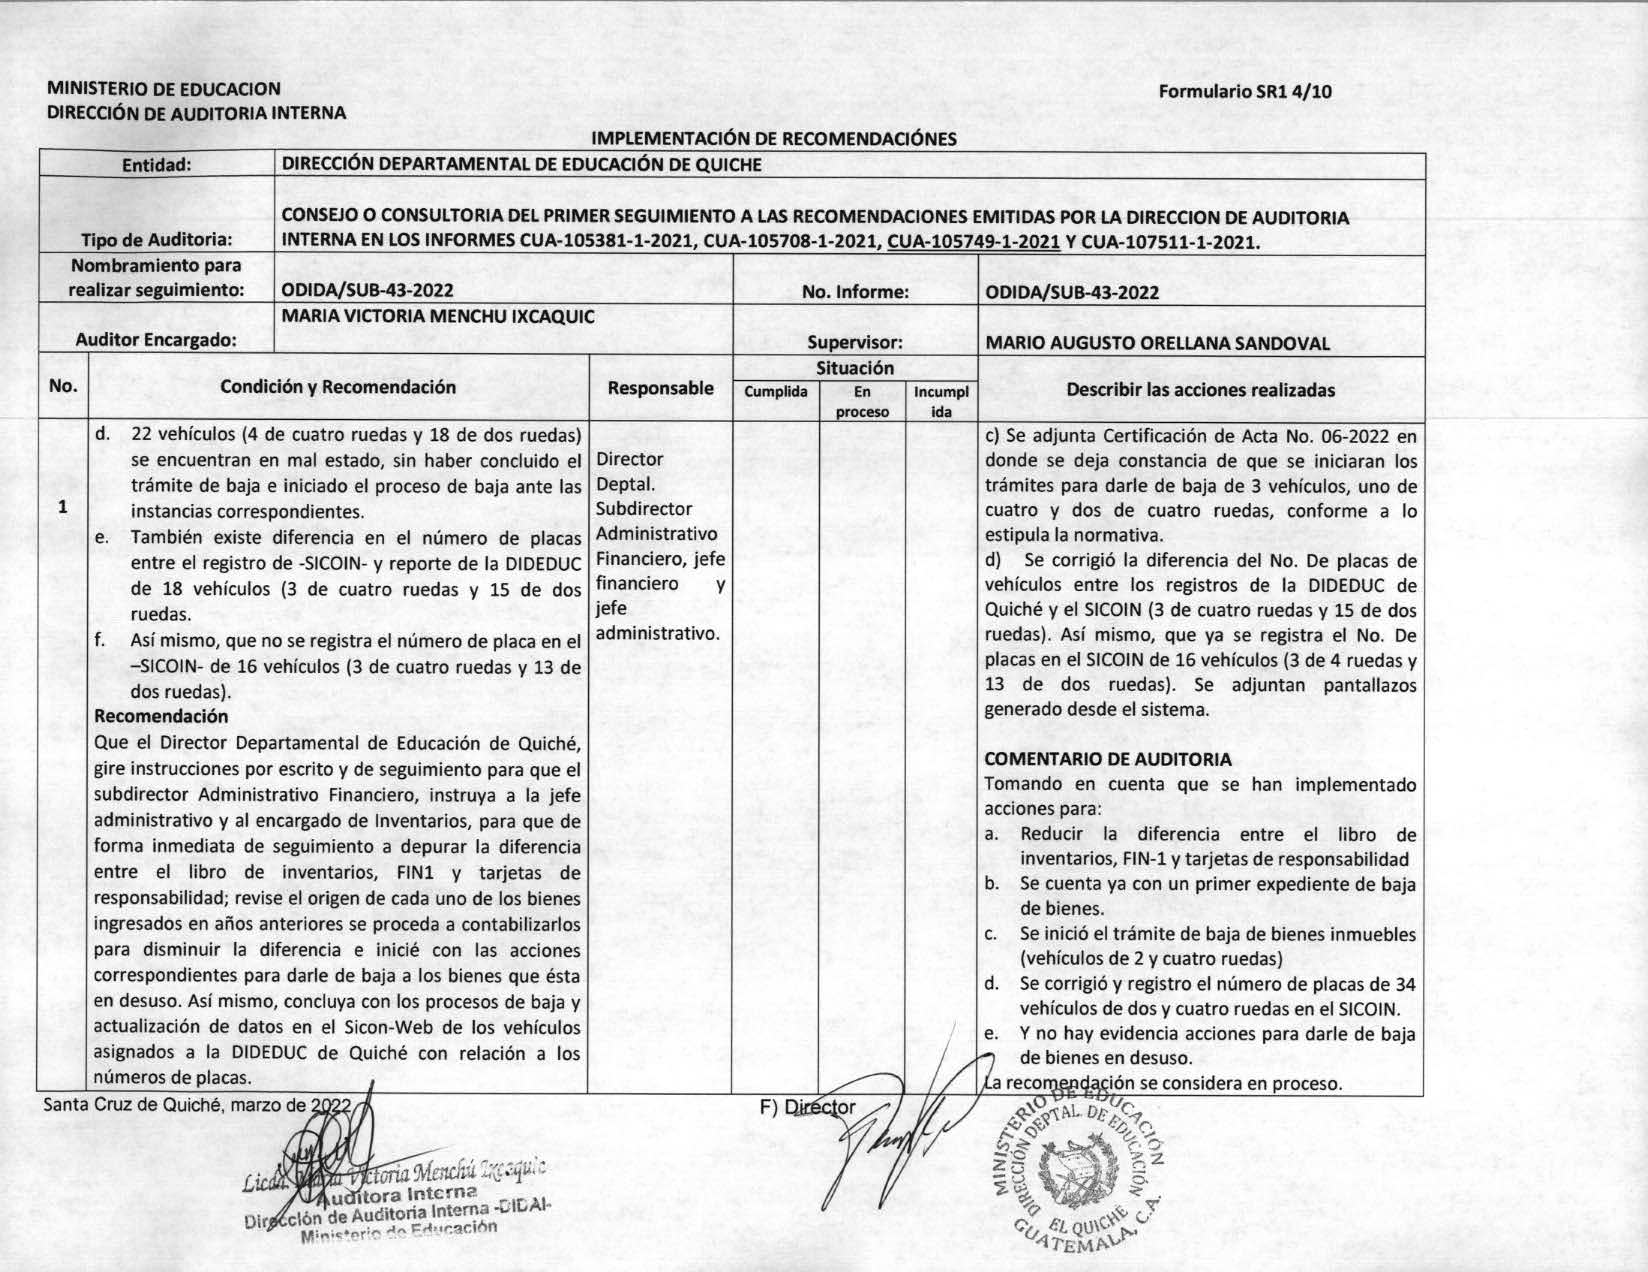 MINISTERIO DE EDUCACION
DIRECCIÓN DE AUDITORIA INTERNA
Formulario SR1 4/10
IMPLEMENTACIÓN DE RECOMENDACIÓNES
Entidad:
DIRECCIÓN DEPARTAMENTAL DE EDUCACIÓN DE QUICHE
Tipo de Auditoria:
CONSEJO O CONSULTORIA DEL PRIMER SEGUIMIENTO A LAS RECOMENDACIONES EMITIDAS POR LA DIRECCION DE AUDITORIA
INTERNA EN LOS INFORMES CUA-105381-1-2021, CUA-105708-1-2021, CUA-105749-1-2021 Y CUA-107511-1-2021.
Nombramiento para
realizar seguimiento:
ODIDA/SUB-43-2022
No. Informe:
ODIDA/SUB-43-2022
Auditor Encargado:
MARIA VICTORIA MENCHU IXCAQUIC
Supervisor:
MARIO AUGUSTO ORELLANA SANDOVAL
No.
Condición y Recomendación
Responsable
Situación
Cumplida
En
proceso
Incumpl
ida
Describir las acciones realizadas
1
d. 22 vehículos (4 de cuatro ruedas y 18 de dos ruedas)
se encuentran en mal estado, sin haber concluido el
trámite de baja e iniciado el proceso de baja ante las
instancias correspondientes.
e. También existe diferencia en el número de placas
entre el registro de -SICOIN- y reporte de la DIDEDUC
de 18 vehículos (3 de cuatro ruedas y 15 de dos
ruedas.
f. Así mismo, que no se registra el número de placa en el
–SICOIN- de 16 vehículos (3 de cuatro ruedas y 13 de
dos ruedas).
Recomendación
Que el Director Departamental de Educación de Quiché,
gire instrucciones por escrito y de seguimiento para que el
subdirector Administrativo Financiero, instruya a la jefe
administrativo y al encargado de Inventarios, para que de
forma inmediata de seguimiento a depurar la diferencia
entre el libro de inventarios, FIN1 y tarjetas de
responsabilidad; revise el origen de cada uno de los bienes
ingresados en años anteriores se proceda a contabilizarlos
para disminuir la diferencia e inicié con las acciones
correspondientes para darle de baja a los bienes que ésta
en desuso. Así mismo, concluya con los procesos de baja y
actualización de datos en el Sicon-Web de los vehículos
asignados a la DIDEDUC de Quiché con relación a los
números de placas.
Director
Deptal.
Subdirector
Administrativo
Financiero, jefe
financiero y
jefe
administrativo.
c) Se adjunta Certificación de Acta No. 06-2022 en
donde se deja constancia de que se iniciaran los
trámites para darle de baja de 3 vehículos, uno de
cuatro y dos de cuatro ruedas, conforme a lo
estipula la normativa.
d) Se corrigió la diferencia del No. De placas de
vehículos entre los registros de la DIDEDUC de
Quiché y el SICOIN (3 de cuatro ruedas y 15 de dos
ruedas). Así mismo, que ya se registra el No. De
placas en el SICOIN de 16 vehículos (3 de 4 ruedas y
13 de dos ruedas). Se adjuntan pantallazos
generado desde el sistema.
COMENTARIO DE AUDITORIA
Tomando en cuenta que se han implementado
acciones para:
a. Reducir la diferencia entre el libro de
inventarios, FIN-1 y tarjetas de responsabilidad
b. Se cuenta ya con un primer expediente de baja
de bienes.
c. Se inició el trámite de baja de bienes inmuebles
(vehículos de 2 y cuatro ruedas)
d. Se corrigió y registro el número de placas de 34
vehículos de dos y cuatro ruedas en el SICOIN.
e. Y no hay evidencia acciones para darle de baja
de bienes en desuso.
La recomendación se considera en proceso.
Santa Cruz de Quiché, marzo de 2022
F) Director
Licda. Victoria Menchú Ixcaquic
Auditora Interna
Dirección de Auditoria Interna -DIDAI-
Ministerio de Educación
MINISTERIO DE EDUCACIÓN
DIRECCIÓN DEPTAL. DE EDUCACIÓN
EL QUICHÉ
GUATEMALA, C.A.